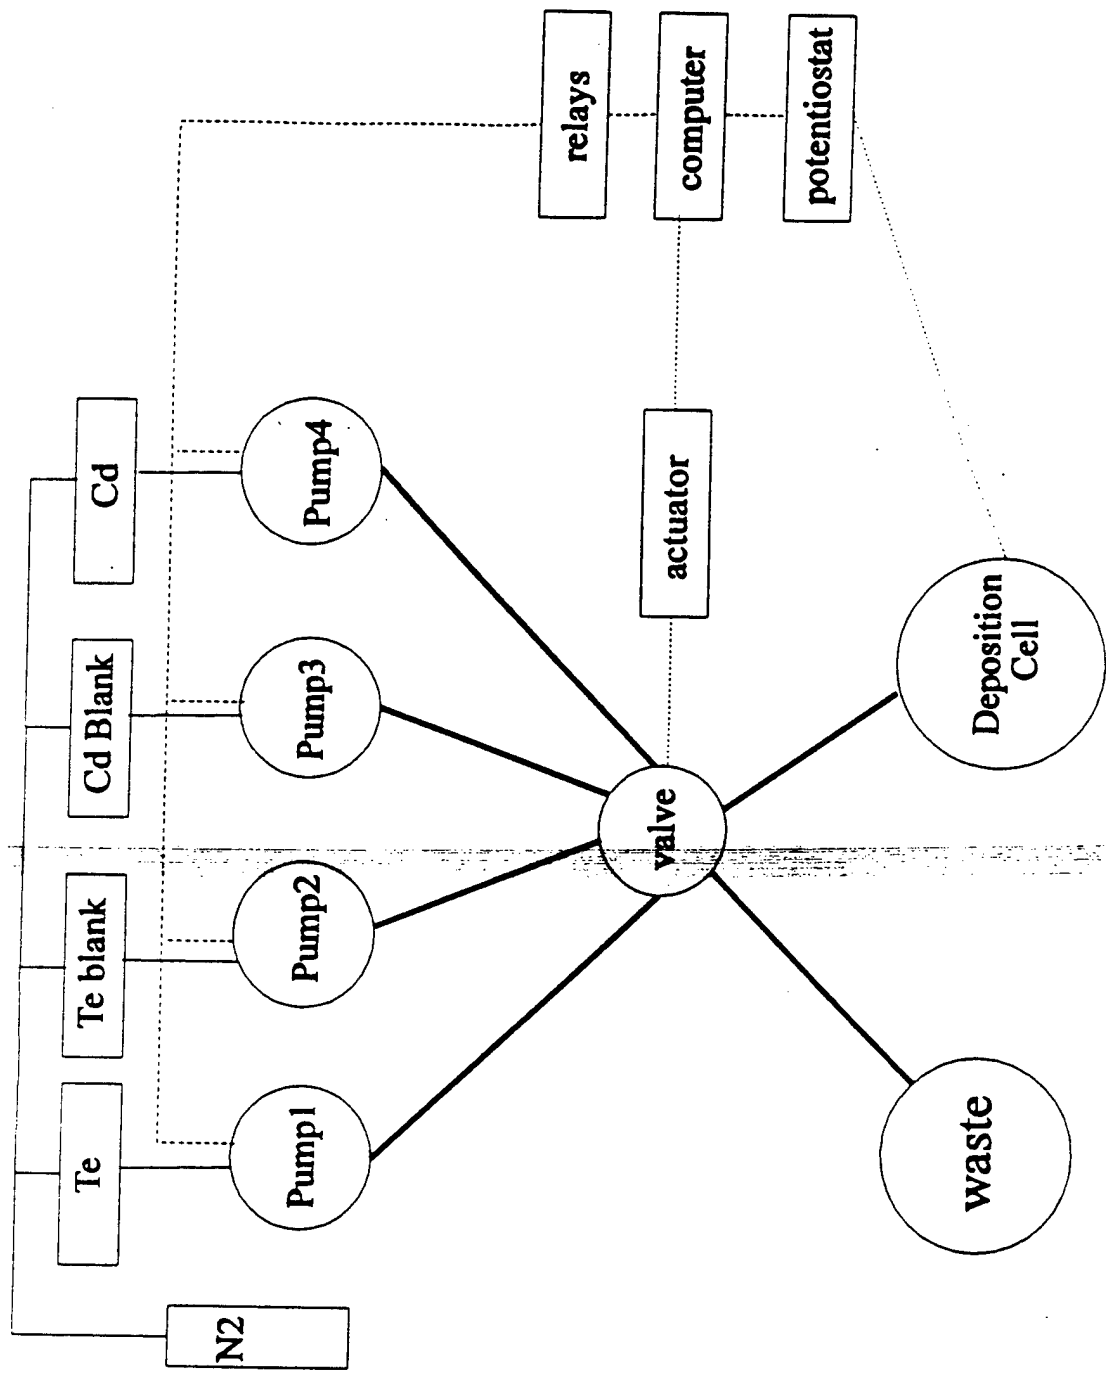 N2
Te
Te blank
Cd Blank
Cd
Pump1
Pump2
Pump3
Pump4
valve
actuator
relays
computer
potentiostat
waste
Deposition
Cell